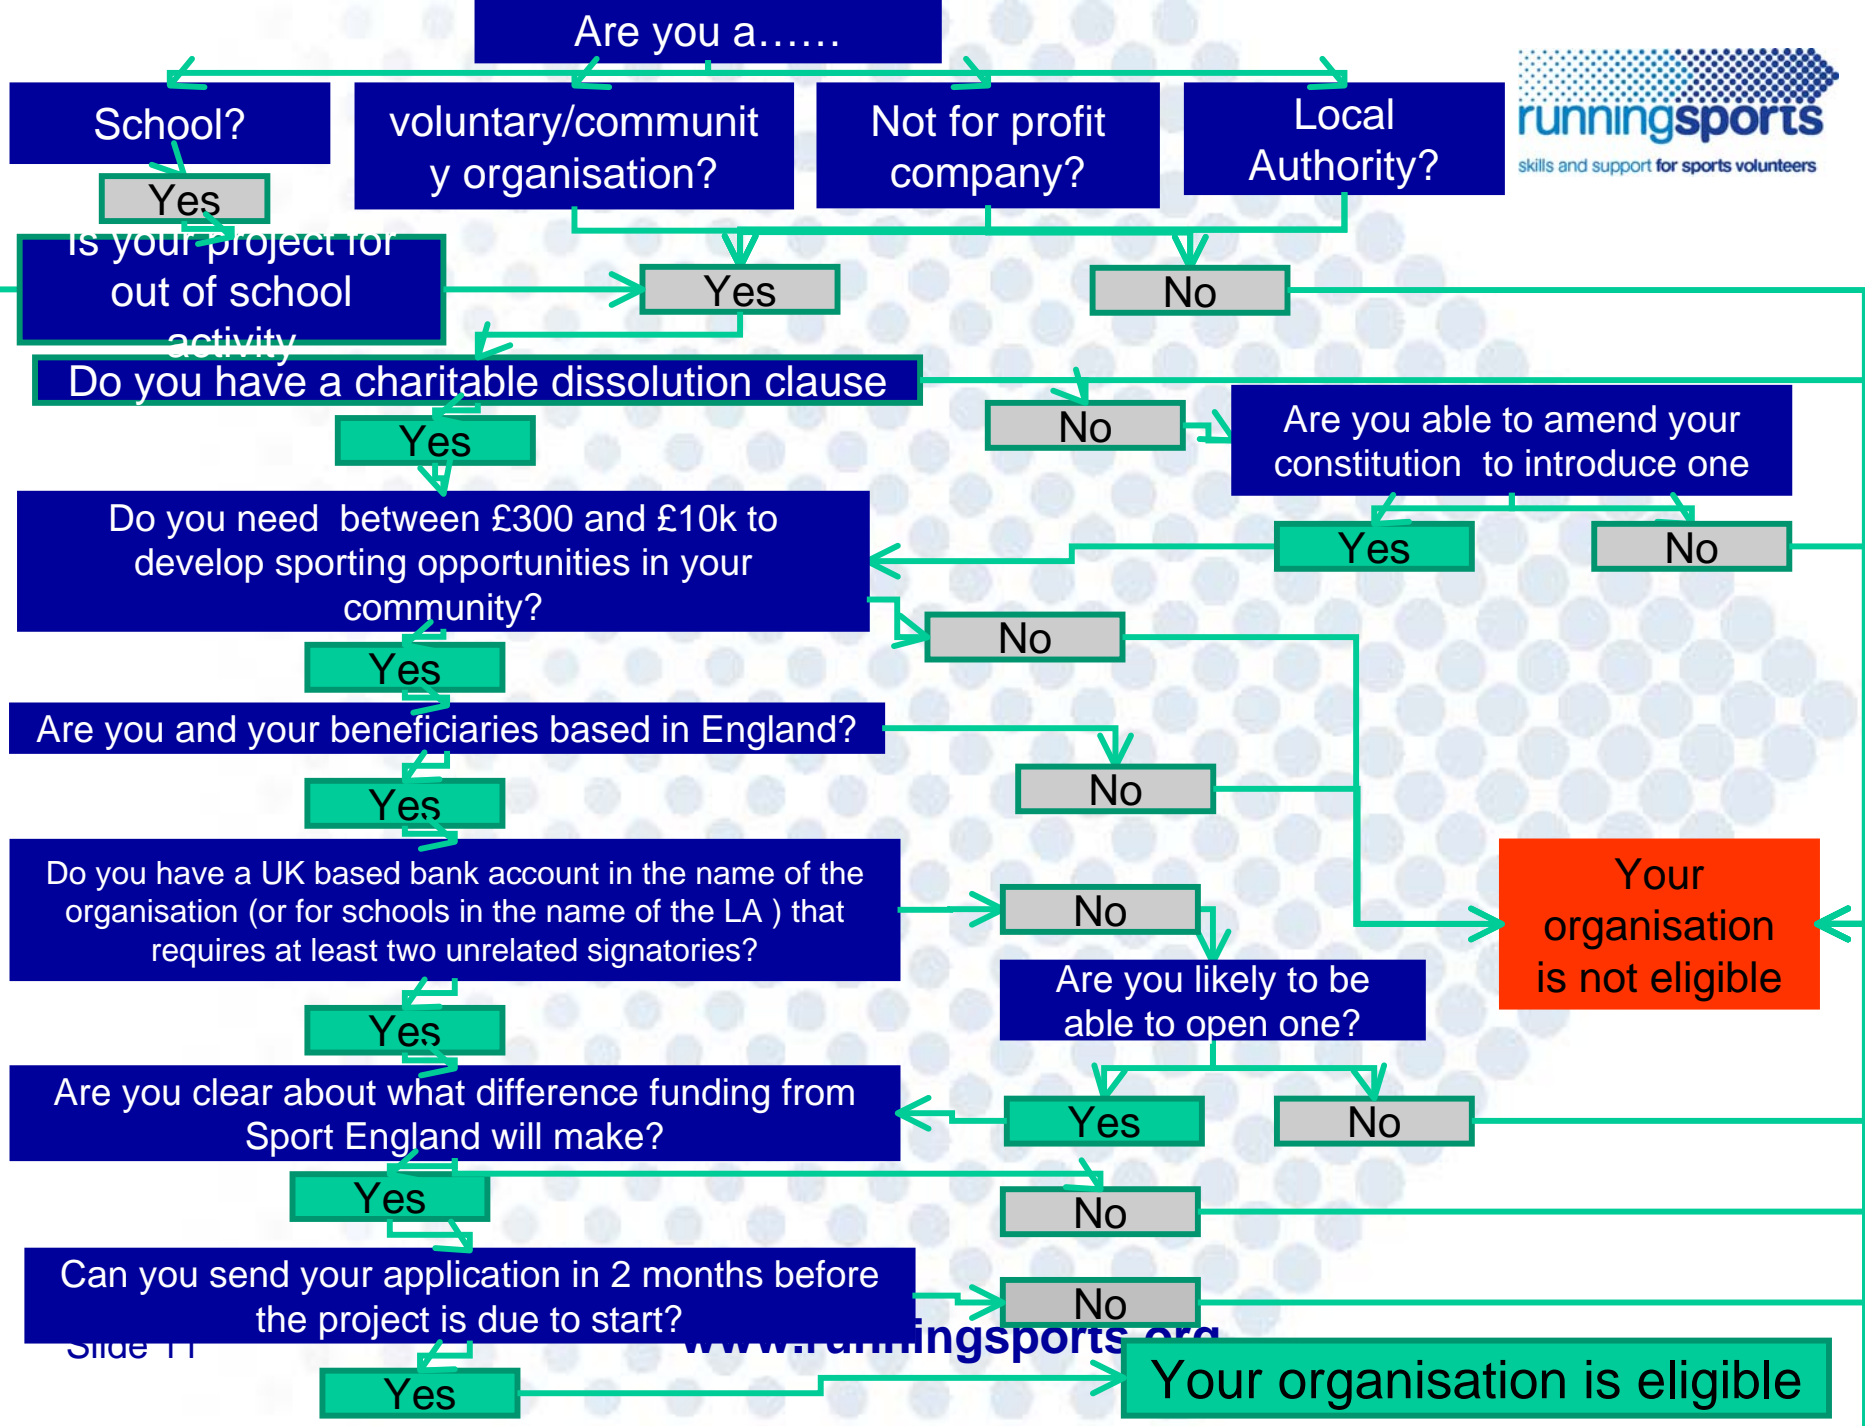 Are you a……
School?
voluntary/communit
y organisation?
Not for profit
company?
Local
Authority?
runningsports
skills and support for sports volunteers
Yes
Is your project for
out of school
activity
Yes
No
Do you have a charitable dissolution clause
Yes
No
Are you able to amend your
constitution to introduce one
Yes
No
Do you need between £300 and £10k to
develop sporting opportunities in your
community?
No
Yes
Are you and your beneficiaries based in England?
No
Yes
Do you have a UK based bank account in the name of the
organisation (or for schools in the name of the LA ) that
requires at least two unrelated signatories?
No
Your
organisation
is not eligible
Are you likely to be
able to open one?
Yes
Yes
No
Are you clear about what difference funding from
Sport England will make?
Yes
No
Can you send your application in 2 months before
the project is due to start?
No
Slide 11
www.runningsports.org
Yes
Your organisation is eligible